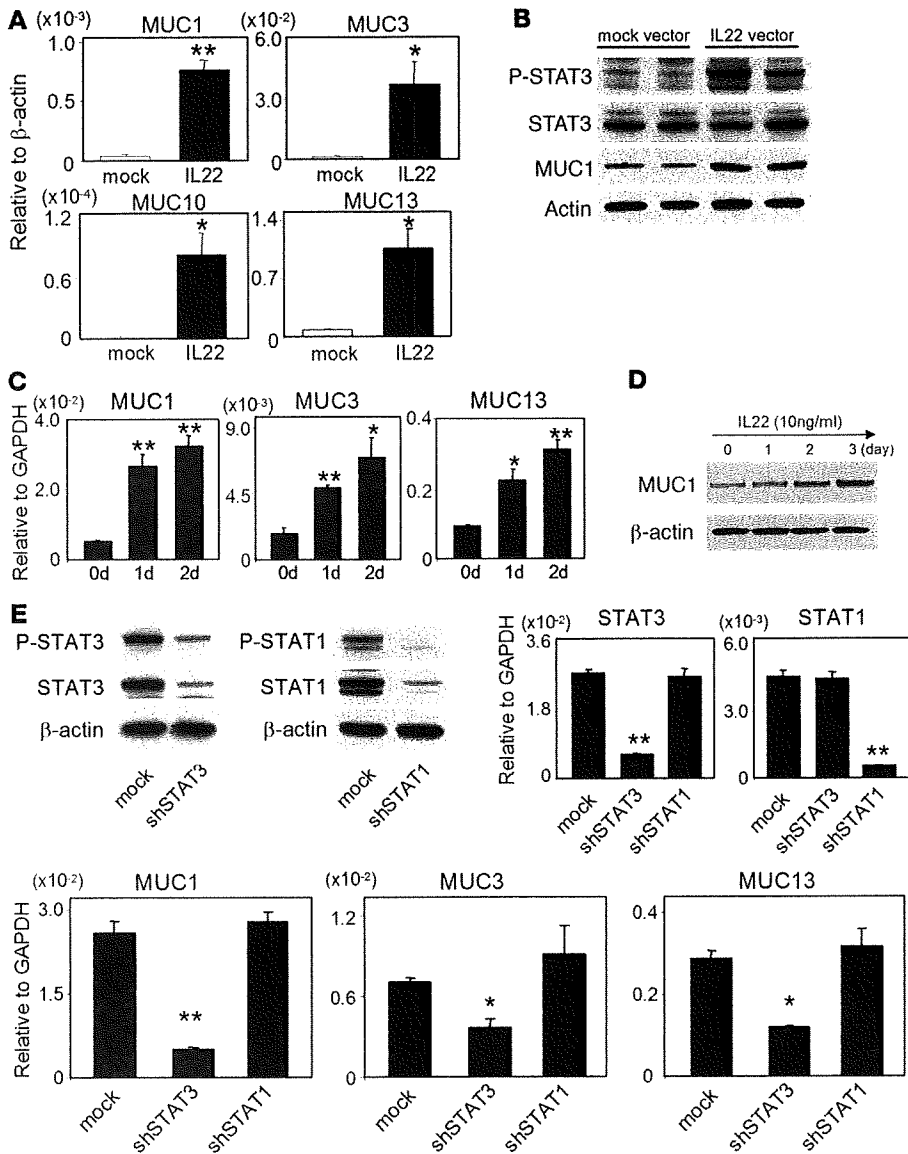 A
(x10-3)
MUC1
(x10-2)
MUC3
Relative to β-actin
1.0
0.5
0
**
mock
IL22
6.0
3.0
0
*
mock
IL22
(x10-4)
MUC10
MUC13
1.2
0.6
0
*
mock
IL22
1.4
0.7
0
*
mock
IL22
B
mock vector
IL22 vector
P-STAT3
STAT3
MUC1
Actin
C
(x10-2)
MUC1
(x10-3)
MUC3
MUC13
Relative to GAPDH
4.0
2.0
0
**
**
0d
1d
2d
9.0
4.5
0
**
*
0d
1d
2d
0.4
0.2
0
*
**
0d
1d
2d
D
IL22 (10ng/ml)
0 1 2 3 (day)
MUC1
β-actin
E
P-STAT3
STAT3
β-actin
mock
shSTAT3
P-STAT1
STAT1
β-actin
mock
shSTAT1
(x10-2)
STAT3
(x10-3)
STAT1
Relative to GAPDH
3.6
1.8
0
**
mock
shSTAT3
shSTAT1
6.0
3.0
0
**
mock
shSTAT3
shSTAT1
(x10-2)
MUC1
(x10-2)
MUC3
MUC13
Relative to GAPDH
3.0
1.5
0
**
mock
shSTAT3
shSTAT1
1.2
0.6
0
*
mock
shSTAT3
shSTAT1
0.4
0.2
0
*
mock
shSTAT3
shSTAT1